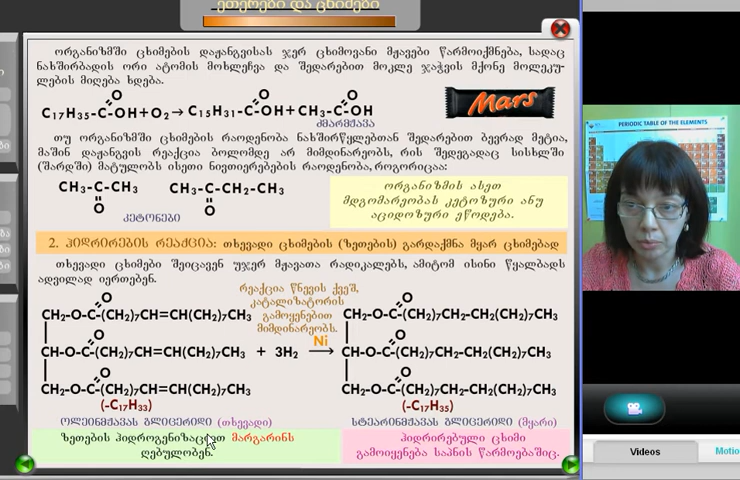 ეთერები და ცხიმები
ორგანიზმში ცხიმების დაჟანგვისას ჯერ ცხიმოვანი მჟავები წარმოიქმნება, სადაც
ნახშირბადის ორი ატომის მოხლეჩვა და შედარებით მოკლე ჯაჭვის მქონე მოლეკუ-
ლების მიღება ხდება.
C17H35-C(O)-OH+O2→C15H31-C(O)-OH+CH3-C(O)-OH
ძმარმჟავა
Mars
თუ ორგანიზმში ცხიმების რაოდენობა ნახშირწყლებთან შედარებით ბევრად მეტია,
მაშინ დაჟანგვის რეაქცია ბოლომდე არ მიმდინარეობს, რის შედეგადაც სისხლში
(შარდში) მატულობს ისეთი ნივთიერებების რაოდენობა, როგორიცაა:
CH3-C-CH3 CH3-C-CH2-CH3
O O
კეტონები
ორგანიზმის ასეთ
მდგომარეობას კეტოზური ანუ
აციდოზური ეწოდება.
2. ჰიდრირების რეაქცია: თხევადი ცხიმების (ზეთების) გარდაქმნა მყარ ცხიმებად
თხევადი ცხიმები შეიცავენ უჯერ მჟავათა რადიკალებს, ამიტომ ისინი წყალბადს
ადვილად იერთებენ.
რეაქცია წნევის ქვეშ,
კატალიზატორის
გამოყენებით
მიმდინარეობს.
CH2-O-C-(CH2)7CH=CH(CH2)7CH3
CH-O-C-(CH2)7CH=CH(CH2)7CH3 + 3H2
CH2-O-C-(CH2)7CH=CH(CH2)7CH3
(-C17H33)
Ni
CH2-O-C-(CH2)7CH2-CH2(CH2)7CH3
CH-O-C-(CH2)7CH2-CH2(CH2)7CH3
CH2-O-C-(CH2)7CH2-CH2(CH2)7CH3
(-C17H35)
ოლეინმჟავას გლიცერიდი (თხევადი)
სტეარინმჟავას გლიცერიდი (მყარი)
ზეთების ჰიდროგენიზაციით მარგარინს
ღებულობენ.
ჰიდრირებული ცხიმი
გამოიყენება საპნის წარმოებაშიც.
PERIODIC TABLE OF THE ELEMENTS
Videos